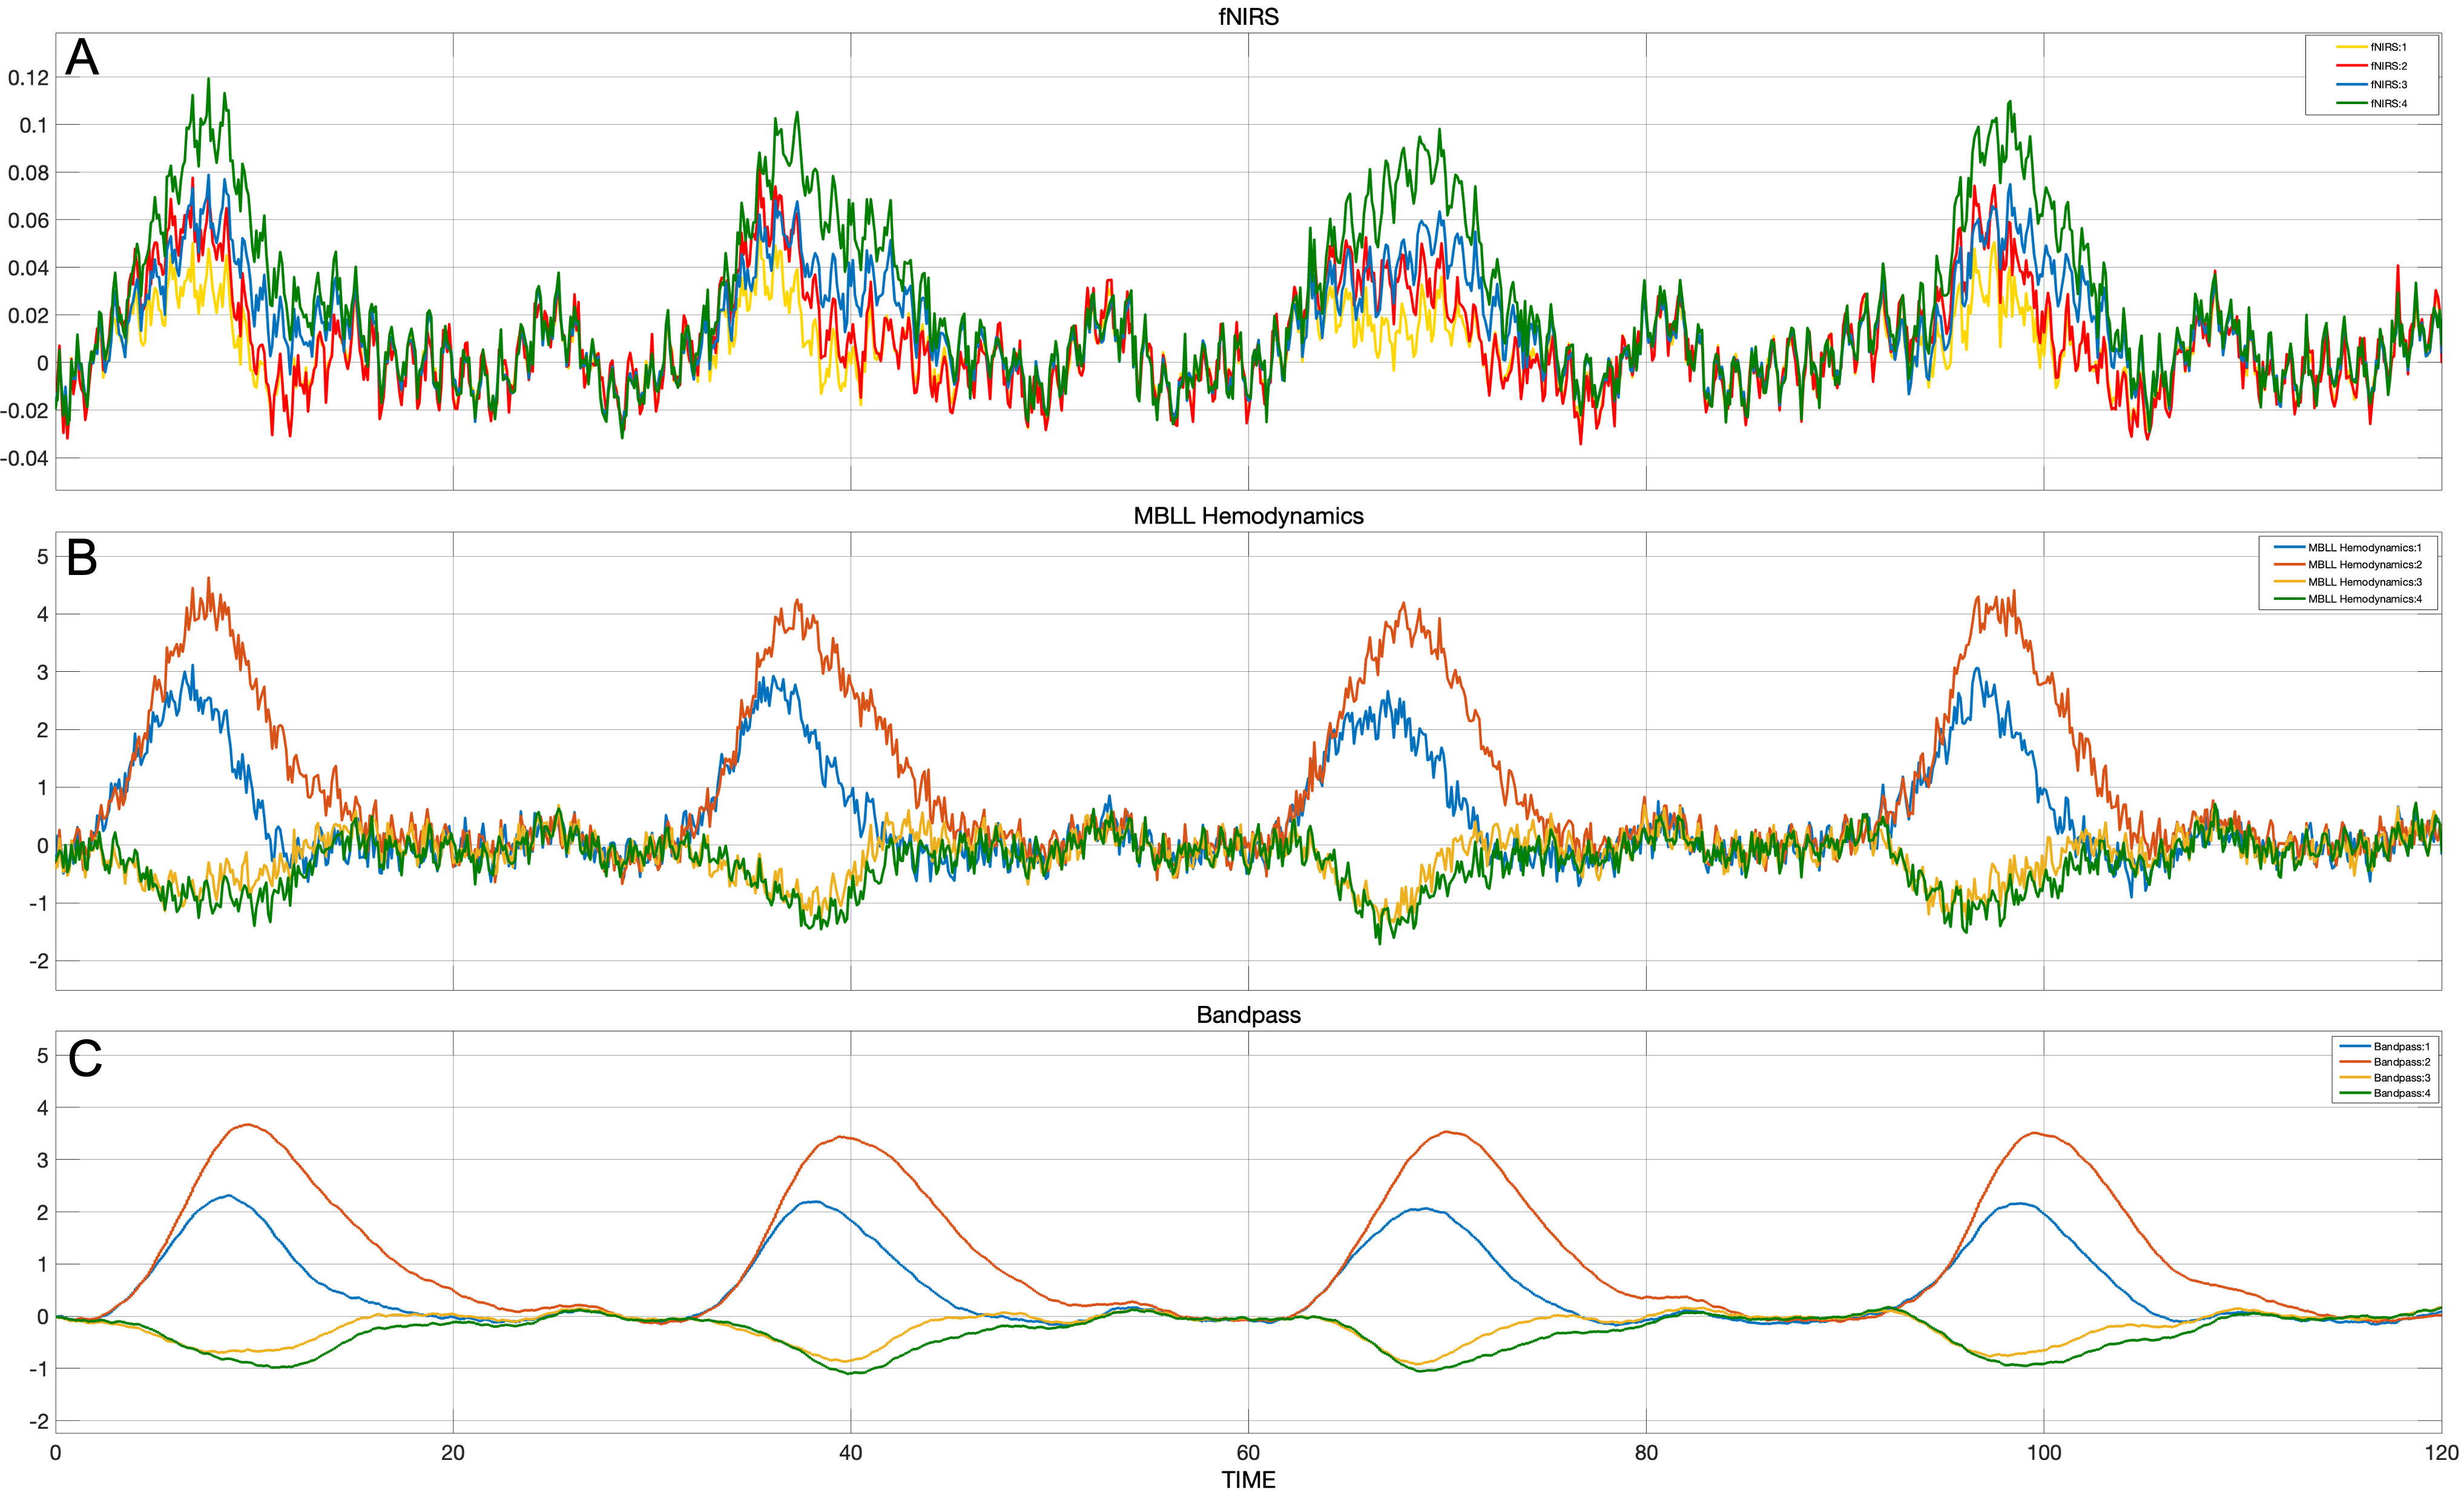 fNIRS
A
fNIRS:1
fNIRS:2
fNIRS:3
fNIRS:4
0.12
0.1
0.08
0.06
0.04
0.02
0
-0.02
-0.04
MBLL Hemodynamics
B
MBLL Hemodynamics:1
MBLL Hemodynamics:2
MBLL Hemodynamics:3
MBLL Hemodynamics:4
5
4
3
2
1
0
-1
-2
Bandpass
C
Bandpass:1
Bandpass:2
Bandpass:3
Bandpass:4
5
4
3
2
1
0
-1
-2
0 20 40 60 80 100 120
TIME